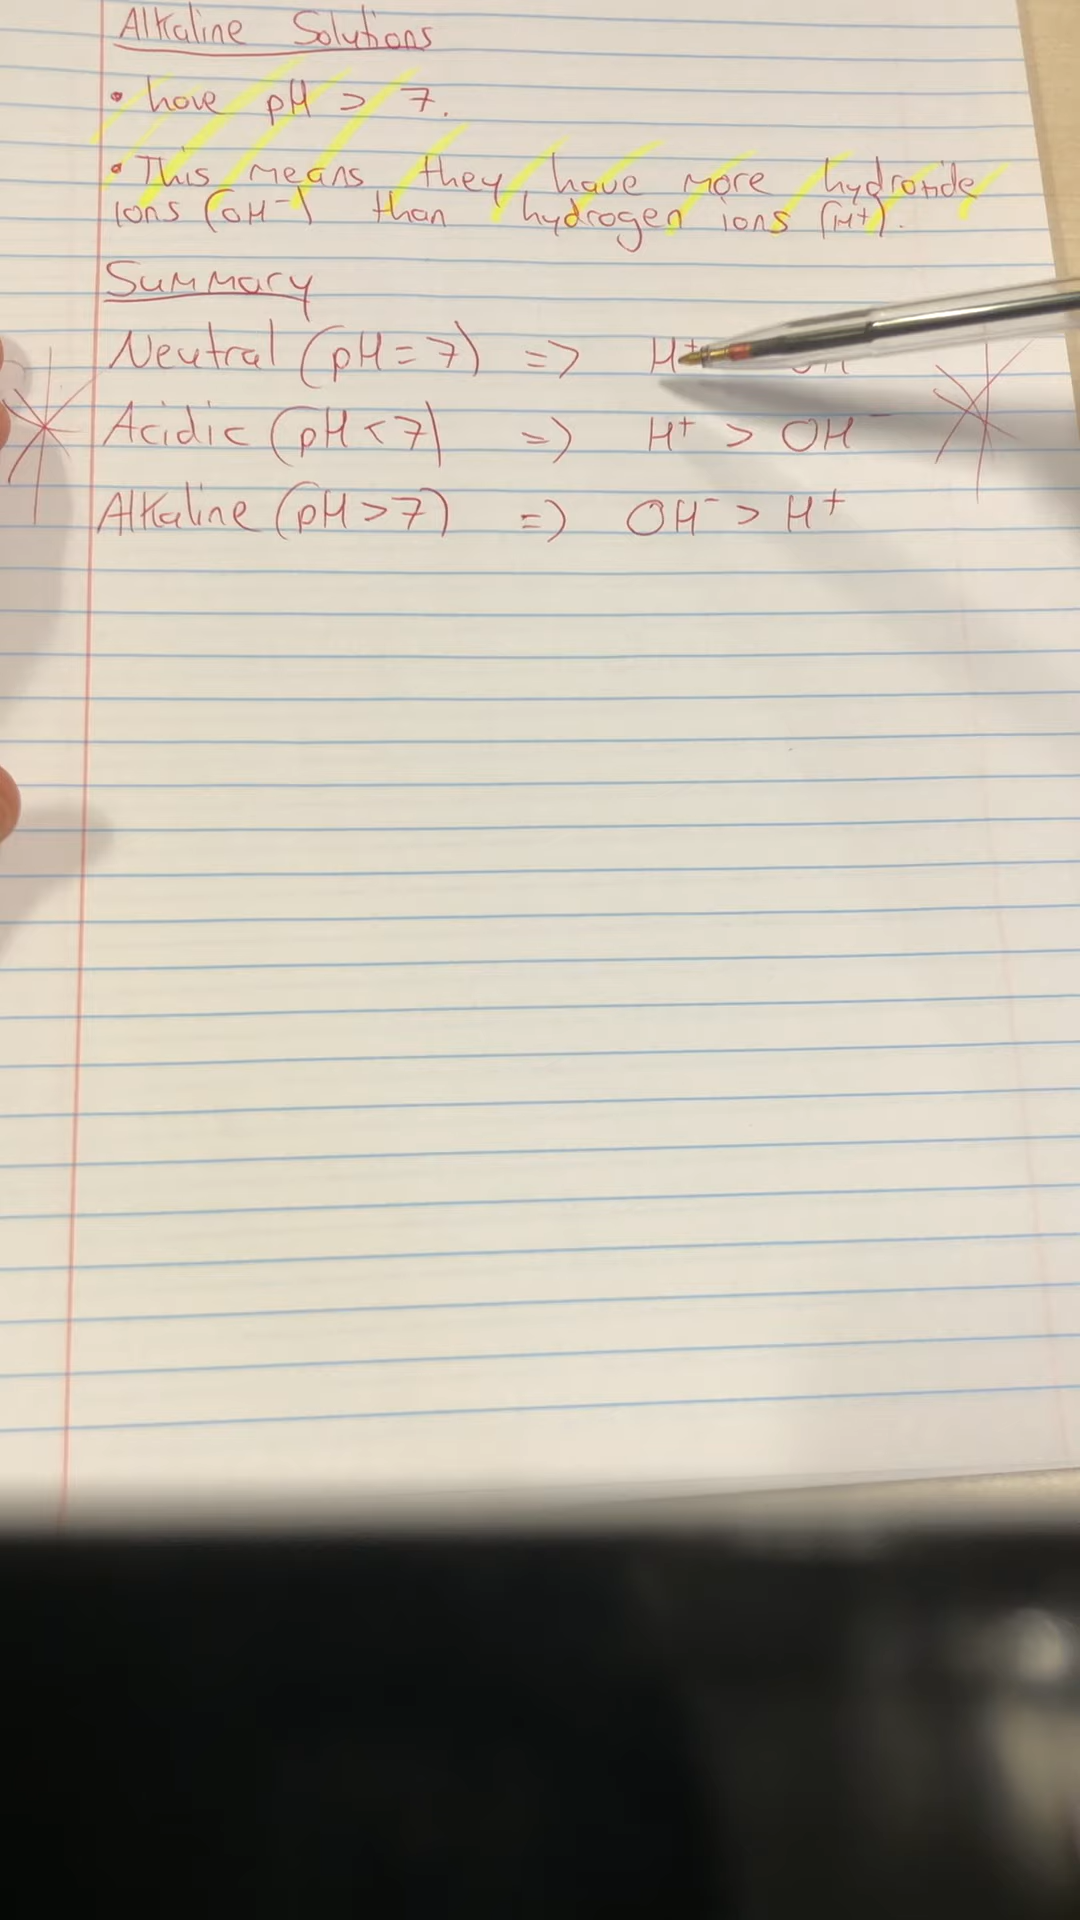 Alkaline Solutions
• have pH > 7.
• This means they have more hydroxide
ions (OH⁻) than hydrogen ions (H⁺).
Summary
Neutral (pH = 7) => H⁺ OH
Acidic (pH < 7) => H⁺ > OH⁻
Alkaline (pH > 7) => OH⁻ > H⁺